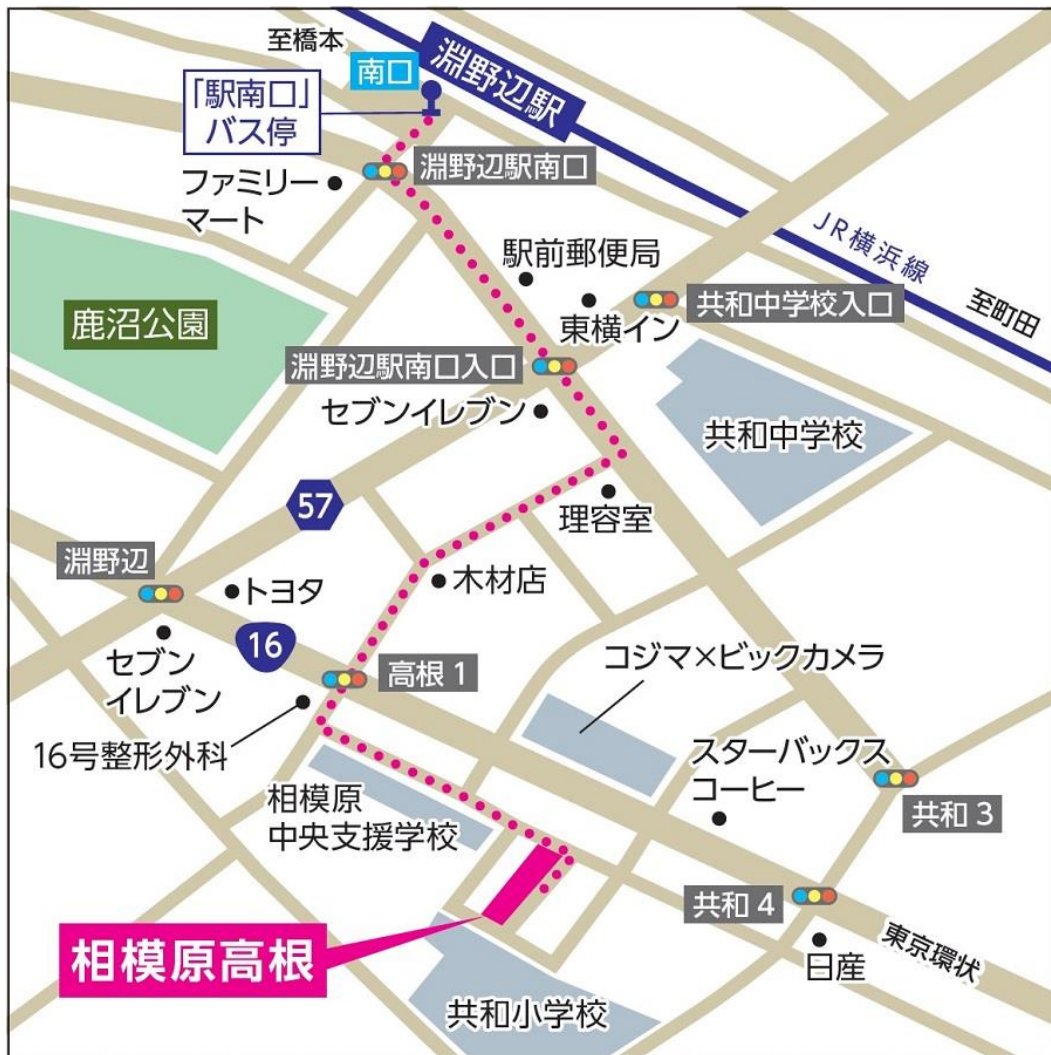 至橋本
南口
淵野辺駅
「駅南口」
バス停
淵野辺駅南口
ファミリー
マート
JR横浜線
駅前郵便局
至町田
共和中学校入口
東横イン
鹿沼公園
淵野辺駅南口入口
セブンイレブン
共和中学校
57
理容室
淵野辺
トヨタ
木材店
16
セブン
イレブン
高根1
コジマ×ビックカメラ
16号整形外科
スターバックス
コーヒー
相模原
中央支援学校
共和3
共和4
相模原高根
日産
東京環状
共和小学校